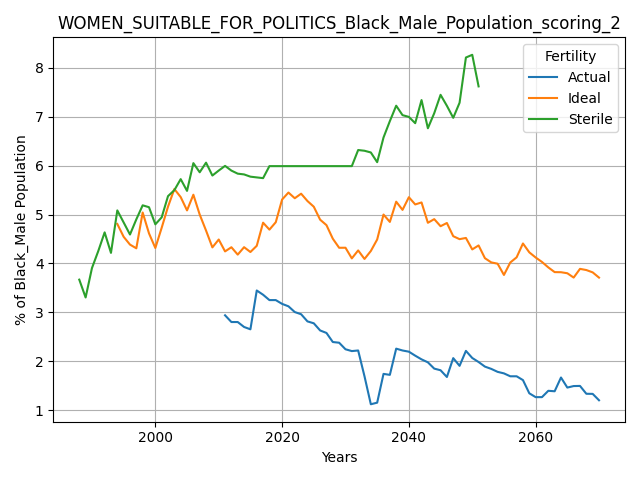 WOMEN_SUITABLE_FOR_POLITICS_Black_Male_Population_scoring_2
Fertility
Actual
Ideal
Sterile
% of Black_Male Population
8
7
6
5
4
3
2
1
2000 2020 2040 2060
Years